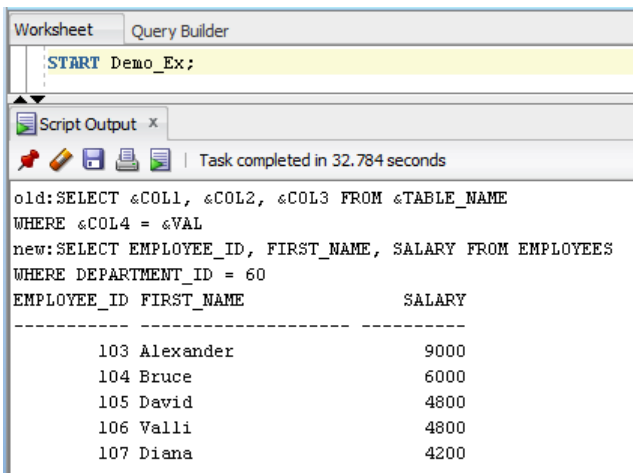 Worksheet Query Builder
START Demo_Ex;
Script Output x
Task completed in 32.784 seconds
old:SELECT &COL1, &COL2, &COL3 FROM &TABLE_NAME
WHERE &COL4 = &VAL
new:SELECT EMPLOYEE_ID, FIRST_NAME, SALARY FROM EMPLOYEES
WHERE DEPARTMENT_ID = 60
EMPLOYEE_ID FIRST_NAME SALARY
----------- -------------------- ----------
103 Alexander 9000
104 Bruce 6000
105 David 4800
106 Valli 4800
107 Diana 4200